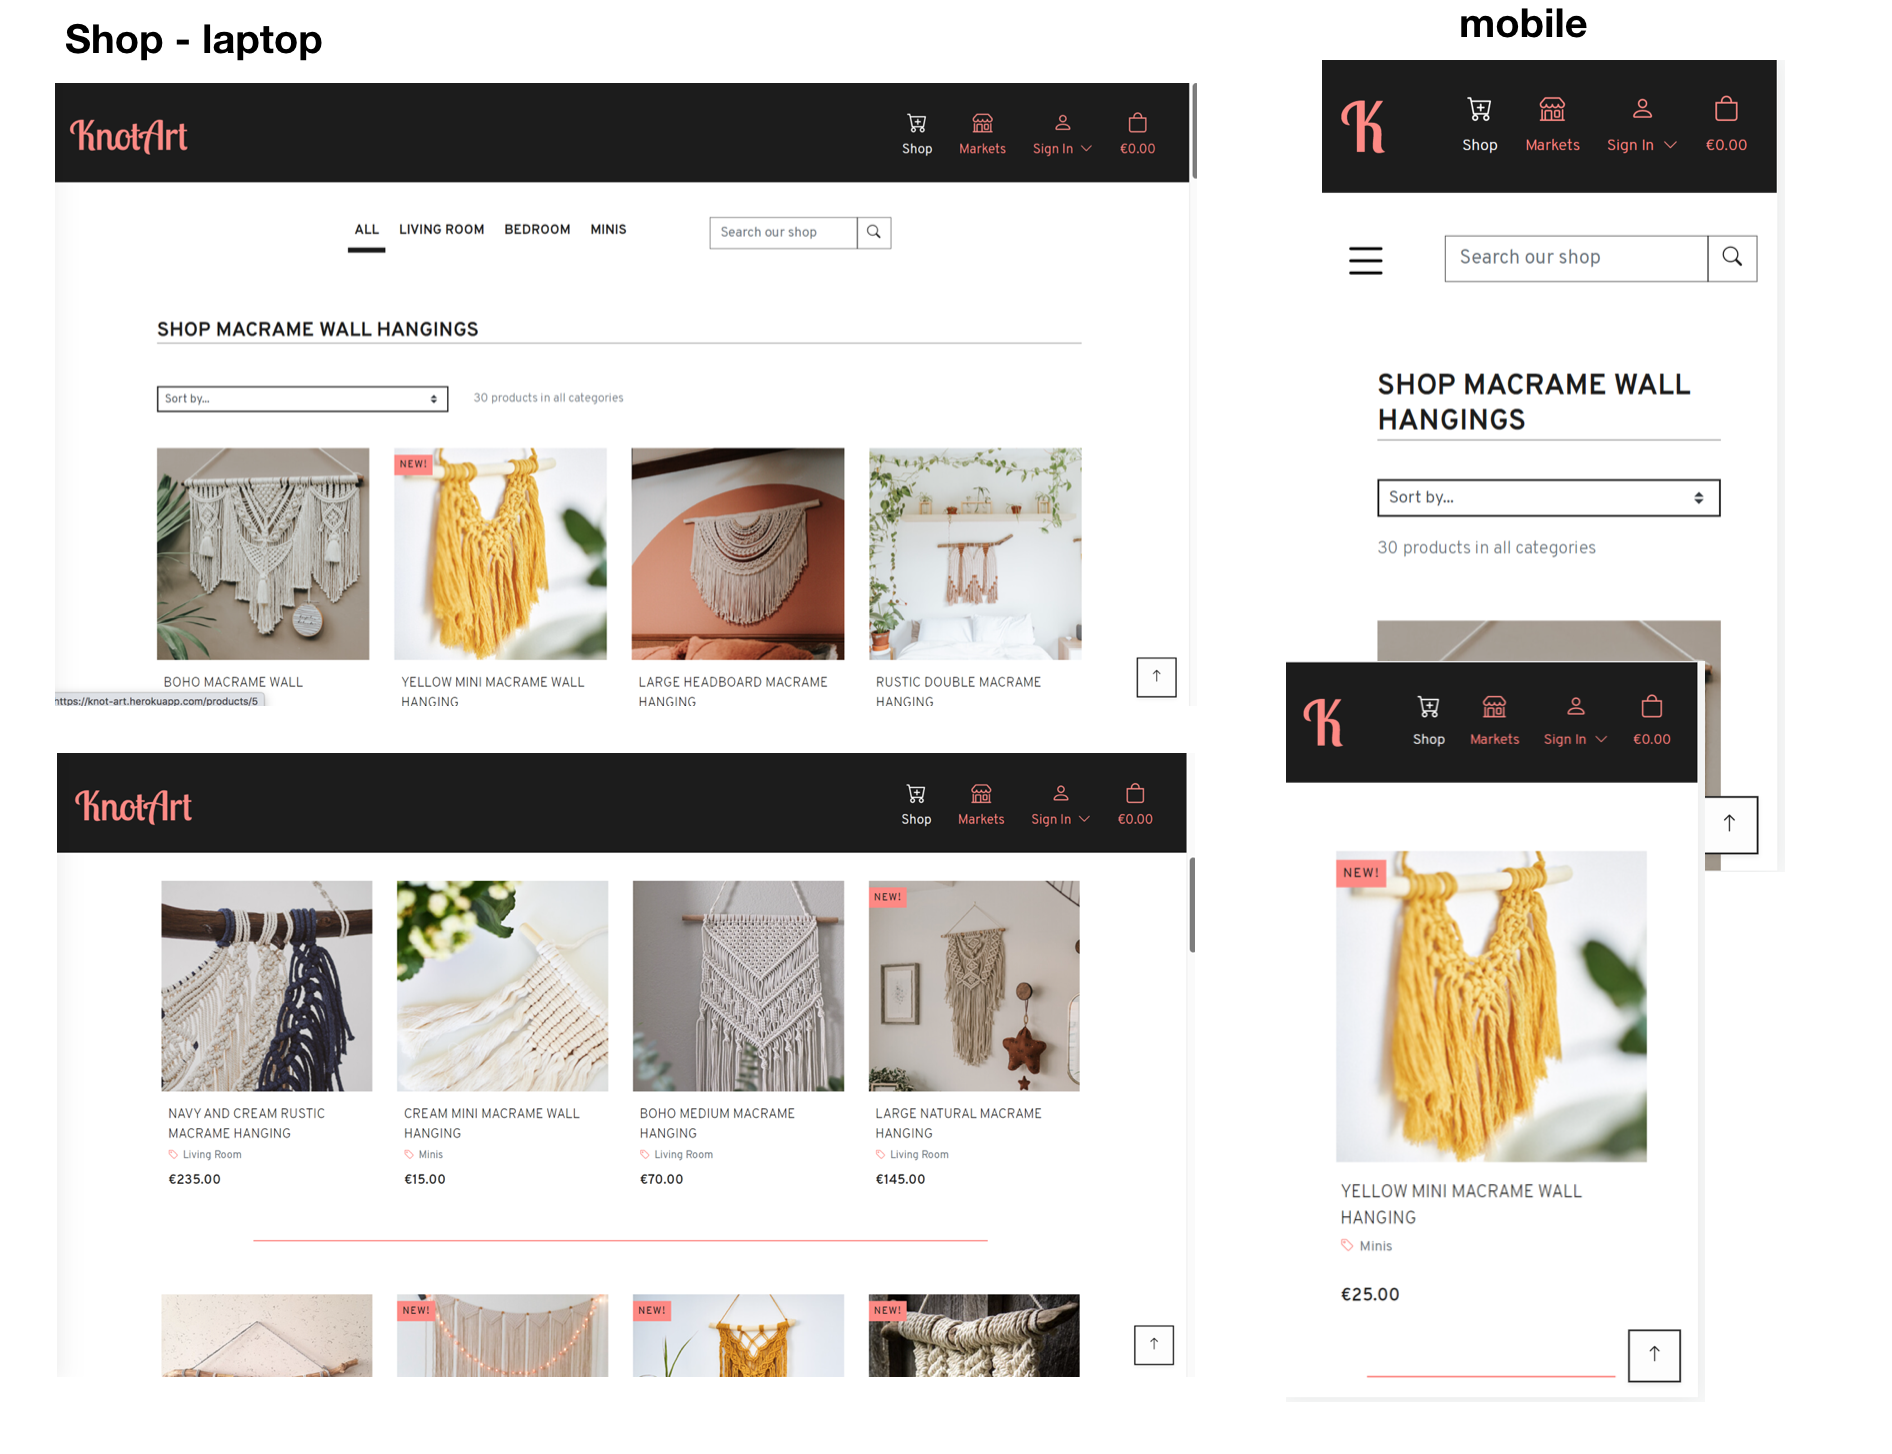 Shop - laptop
KnotArt
Shop
Markets
Sign In
€0.00
ALL
LIVING ROOM
BEDROOM
MINIS
Search our shop
SHOP MACRAME WALL HANGINGS
Sort by...
30 products in all categories
NEW!
BOHO MACRAME WALL
YELLOW MINI MACRAME WALL
HANGING
LARGE HEADBOARD MACRAME
HANGING
RUSTIC DOUBLE MACRAME
HANGING
https://knot-art.herokuapp.com/products/5
KnotArt
Shop
Markets
Sign In
€0.00
NEW!
NAVY AND CREAM RUSTIC
MACRAME HANGING
Living Room
€235.00
CREAM MINI MACRAME WALL
HANGING
Minis
€15.00
BOHO MEDIUM MACRAME
HANGING
Living Room
€70.00
LARGE NATURAL MACRAME
HANGING
Living Room
€145.00
NEW!
NEW!
NEW!
mobile
K
Shop
Markets
Sign In
€0.00
Search our shop
SHOP MACRAME WALL
HANGINGS
Sort by...
30 products in all categories
K
Shop
Markets
Sign In
€0.00
NEW!
YELLOW MINI MACRAME WALL
HANGING
Minis
€25.00